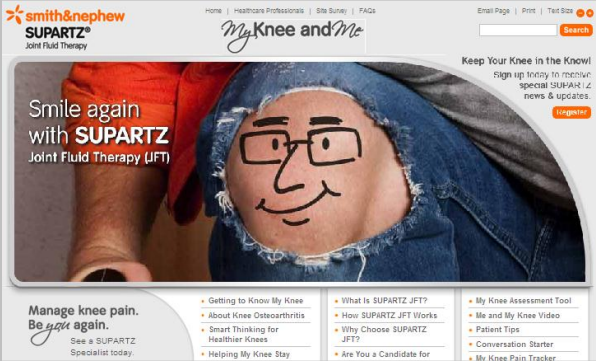 smith&nephew
SUPARTZ®
Joint Fluid Therapy
Home | Healthcare Professionals | Site Survey | FAQs
Email Page | Print | Text Size
My Knee and Me
Search
Keep Your Knee in the Know!
Sign up today to receive
special SUPARTZ
news & updates.
Register
Smile again
with SUPARTZ
Joint Fluid Therapy (JFT)
Manage knee pain.
Be you again.
See a SUPARTZ
Specialist today.
Getting to Know My Knee
About Knee Osteoarthritis
Smart Thinking for
Healthier Knees
Helping My Knee Stay
What Is SUPARTZ JFT?
How SUPARTZ JFT Works
Why Choose SUPARTZ
JFT?
Are You a Candidate for
My Knee Assessment Tool
Me and My Knee Video
Patient Tips
Conversation Starter
My Knee Pain Tracker